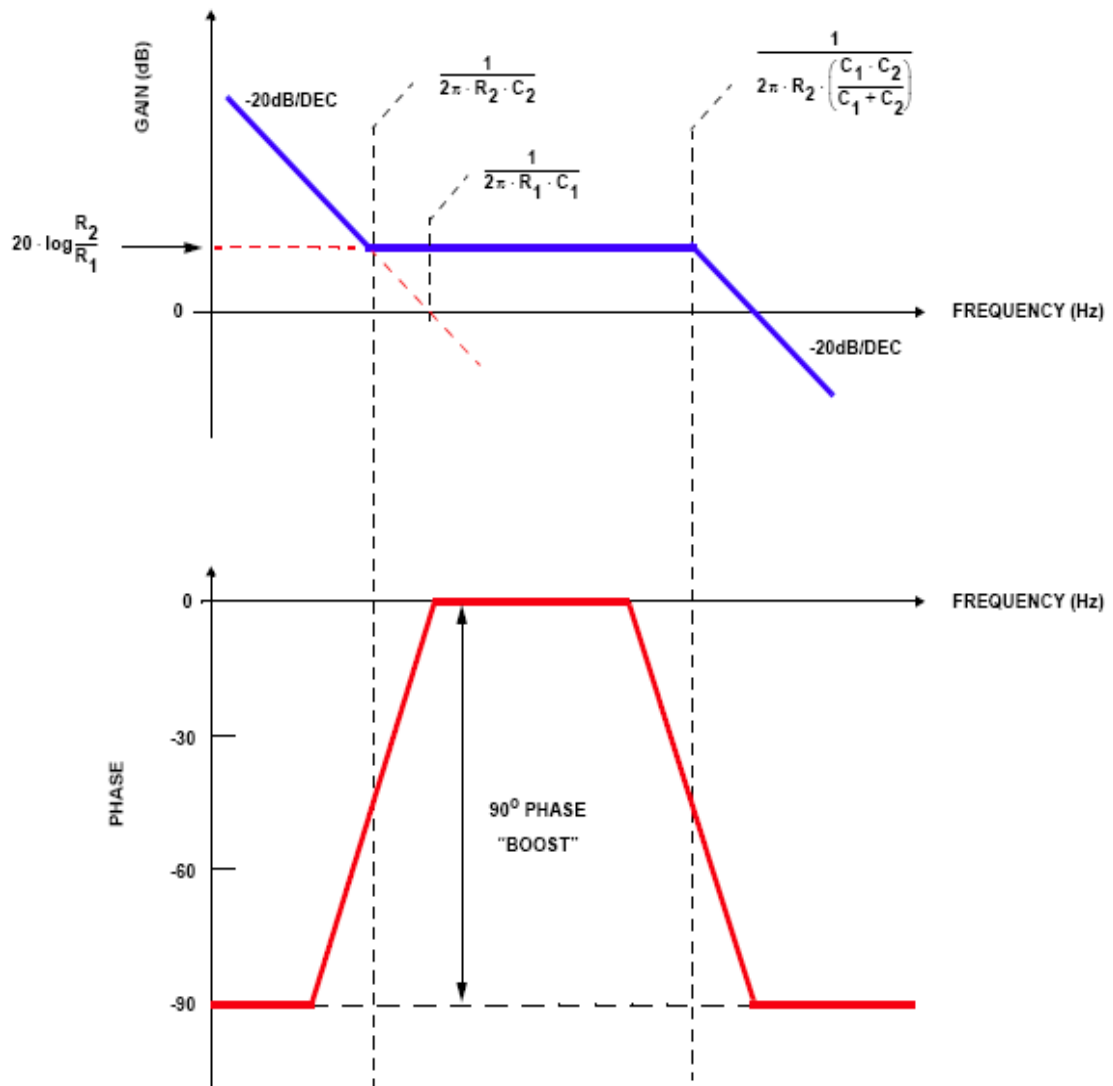 GAIN (dB)
-20dB/DEC
1
2π · R2 · C2
1
2π · R1 · C1
1
2π · R2 · (C1 · C2
C1 + C2)
20 · log R2
R1
0
FREQUENCY (Hz)
-20dB/DEC
0
FREQUENCY (Hz)
-30
PHASE
90O PHASE
"BOOST"
-60
-90